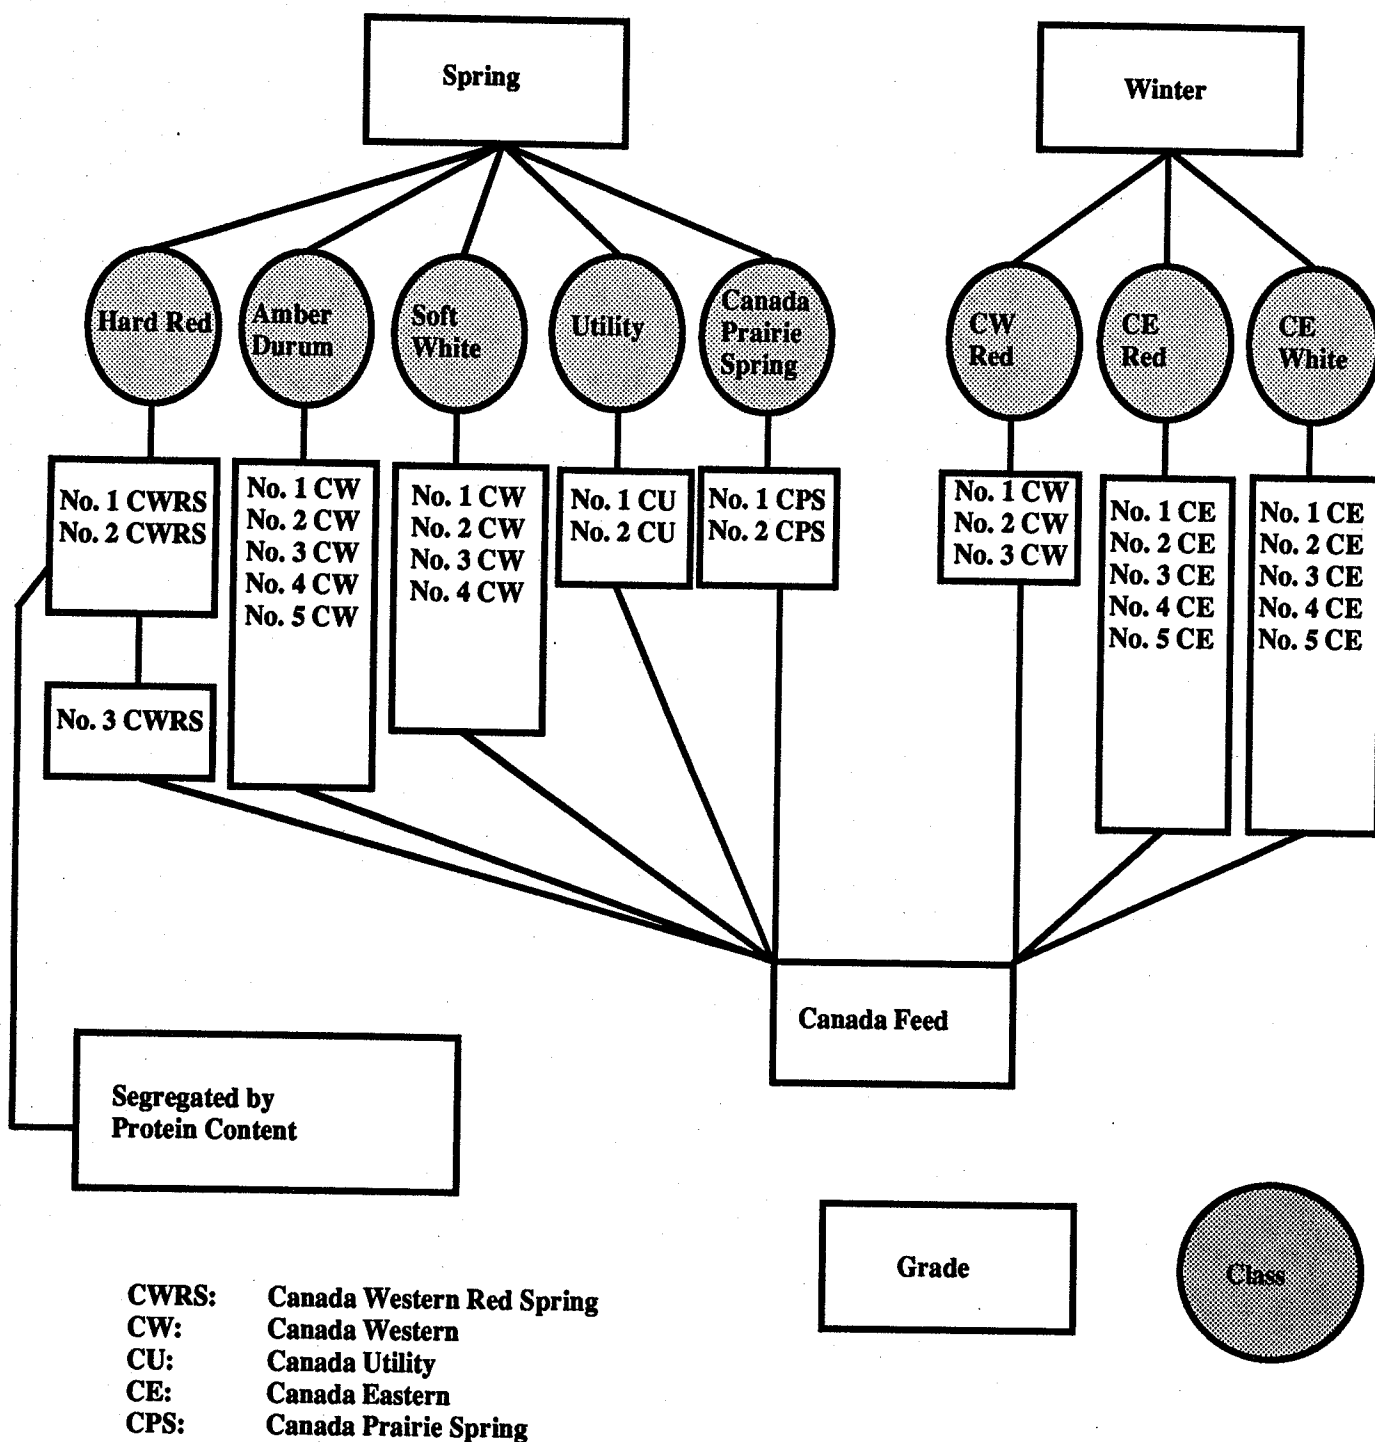 Spring
Winter
Hard Red
Amber
Durum
Soft
White
Utility
Canada
Prairie
Spring
CW
Red
CE
Red
CE
White
No. 1 CWRS
No. 2 CWRS
No. 3 CWRS
No. 1 CW
No. 2 CW
No. 3 CW
No. 4 CW
No. 5 CW
No. 1 CW
No. 2 CW
No. 3 CW
No. 4 CW
No. 1 CU
No. 2 CU
No. 1 CPS
No. 2 CPS
No. 1 CW
No. 2 CW
No. 3 CW
No. 1 CE
No. 2 CE
No. 3 CE
No. 4 CE
No. 5 CE
No. 1 CE
No. 2 CE
No. 3 CE
No. 4 CE
No. 5 CE
Canada Feed
Segregated by
Protein Content
Grade
Class
CWRS: Canada Western Red Spring
CW: Canada Western
CU: Canada Utility
CE: Canada Eastern
CPS: Canada Prairie Spring